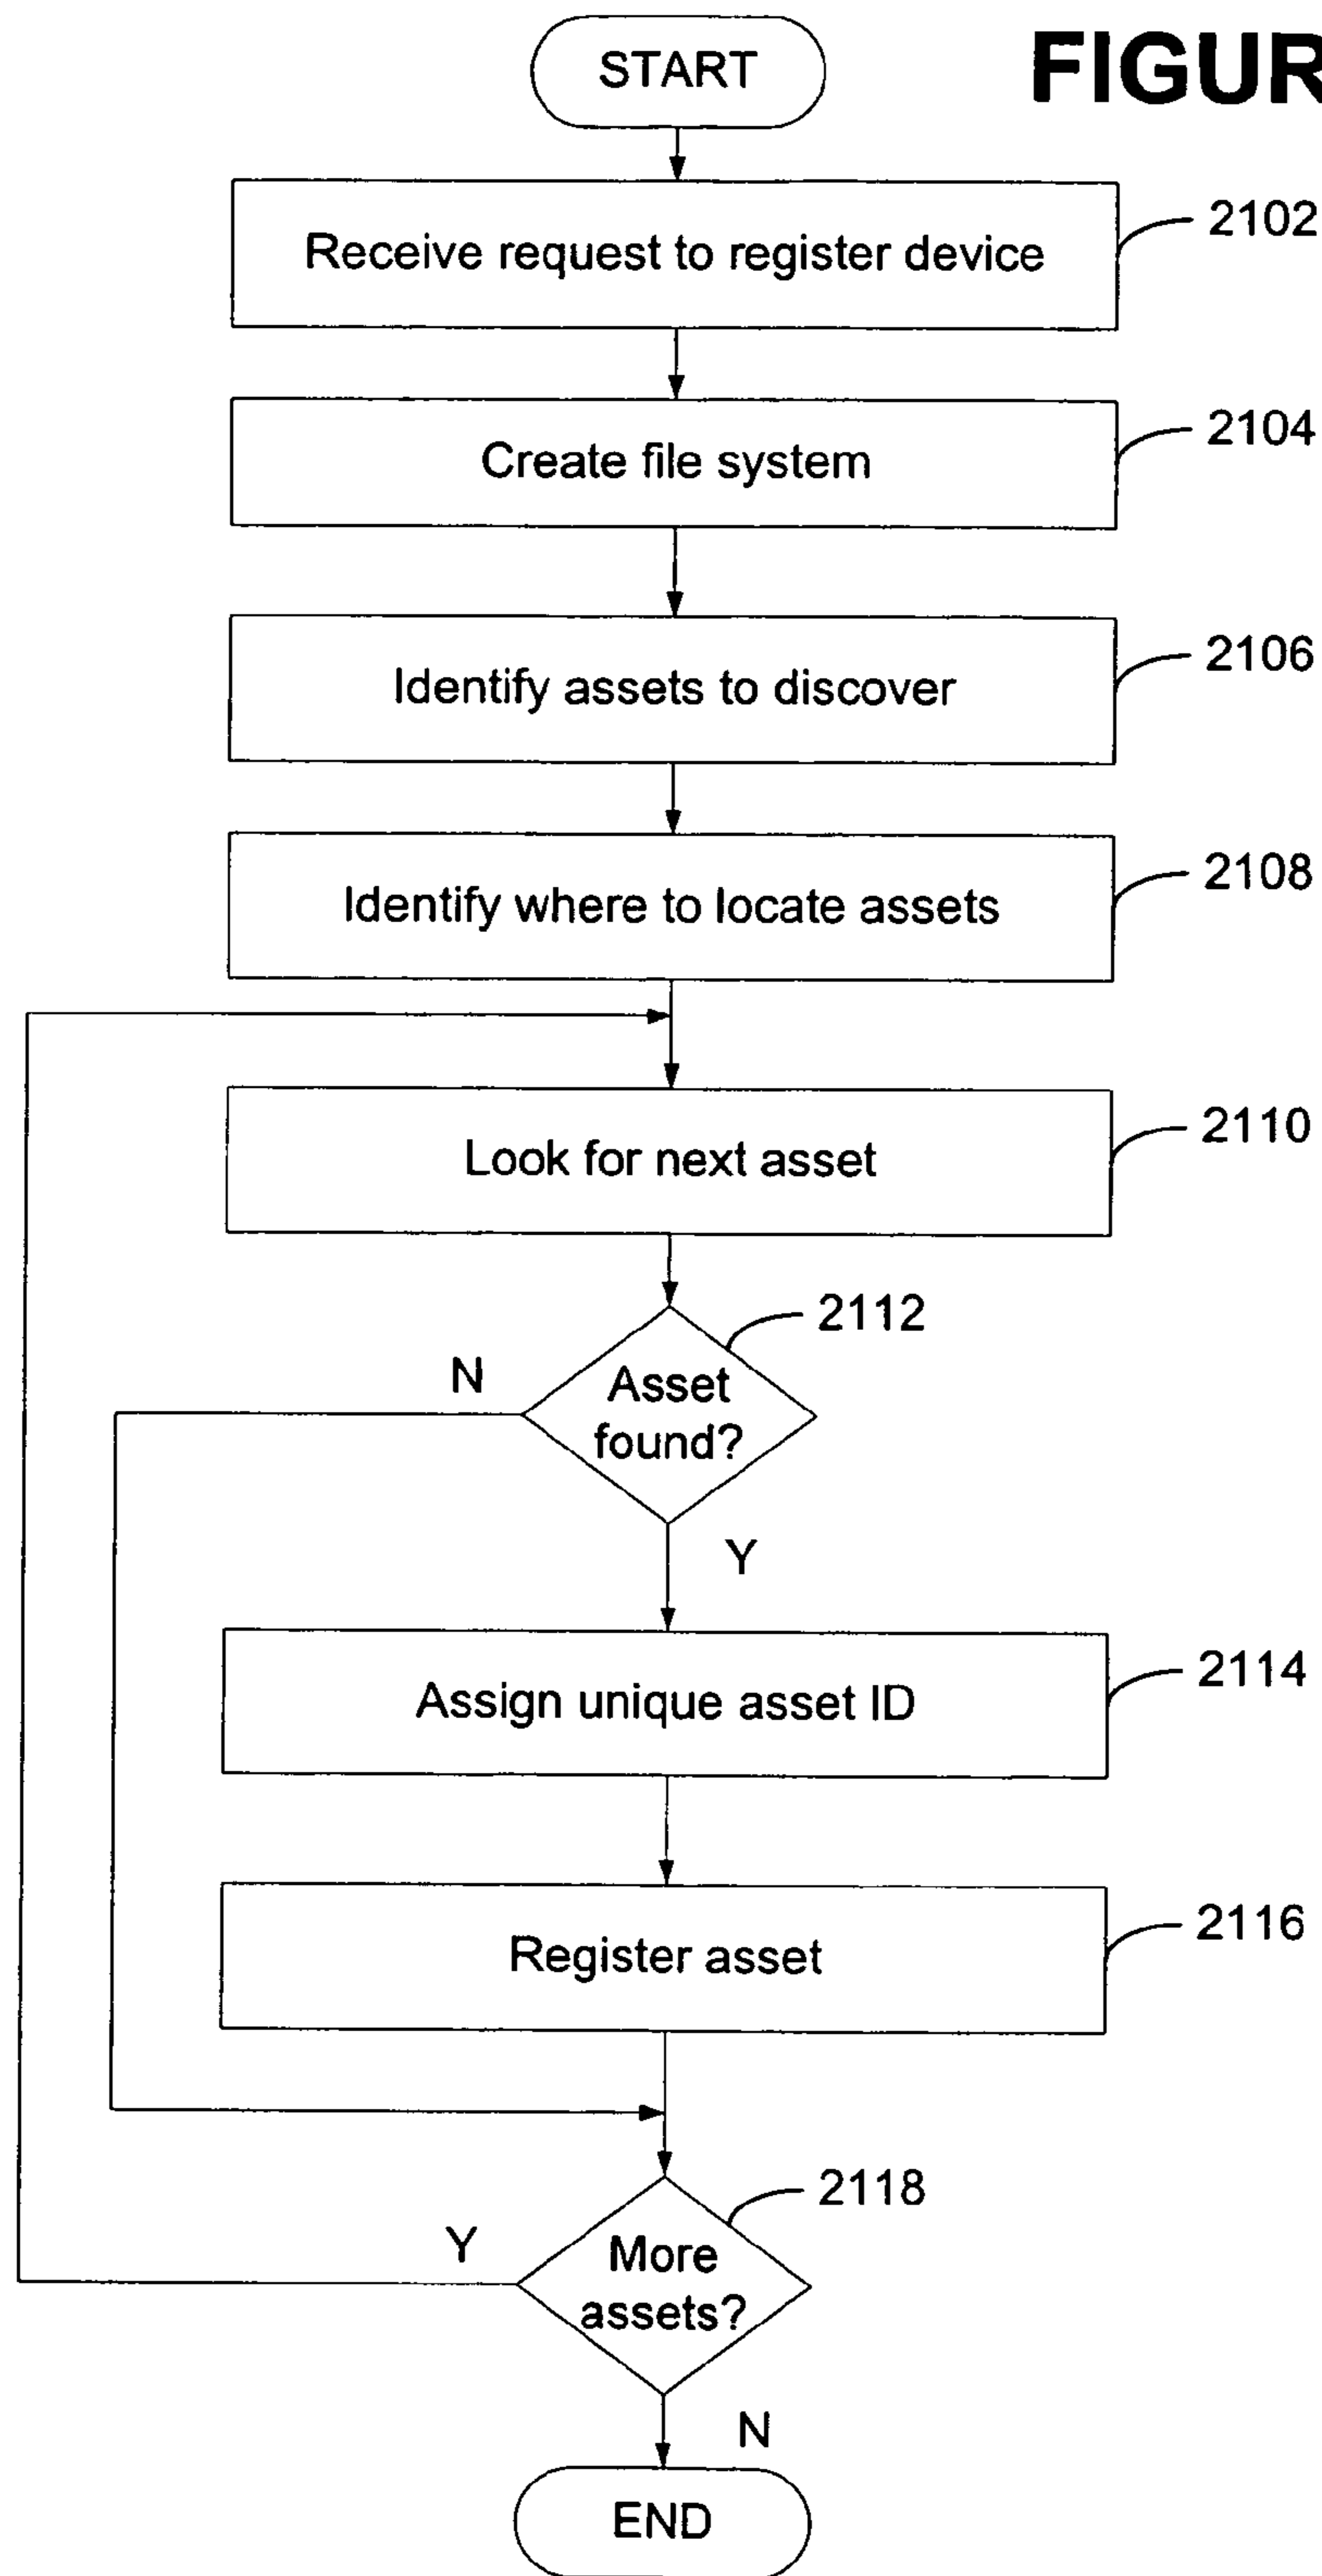 START
FIGUR
Receive request to register device
2102
Create file system
2104
Identify assets to discover
2106
Identify where to locate assets
2108
Look for next asset
2110
2112
N
Asset
found?
Y
Assign unique asset ID
2114
Register asset
2116
2118
Y
More
assets?
N
END